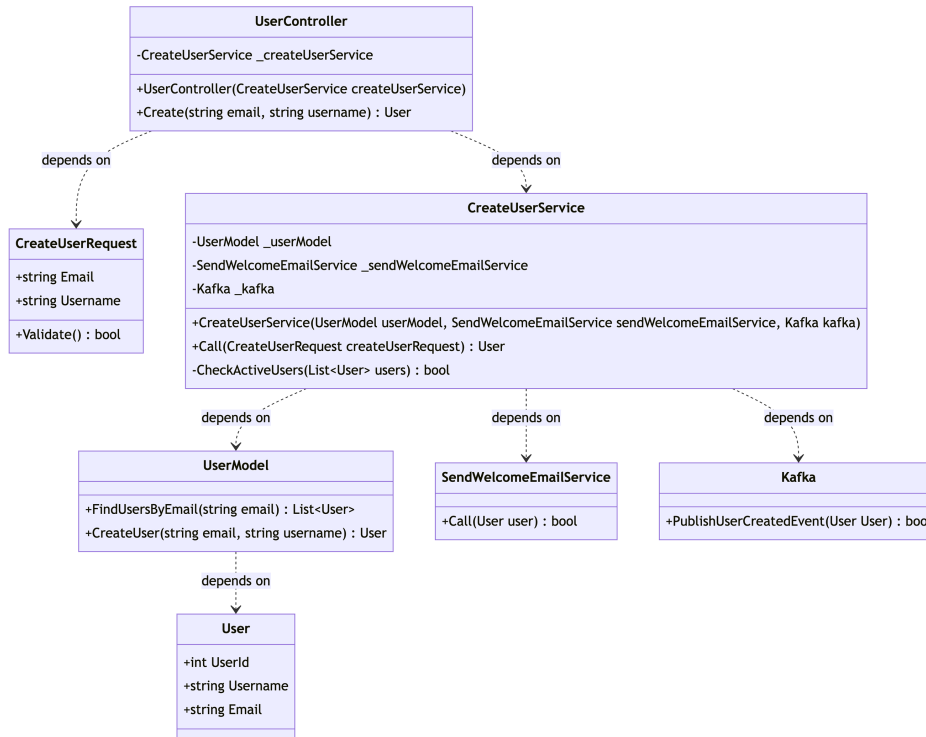 UserController
-CreateUserService _createUserService
+UserController(CreateUserService createUserService)
+Create(string email, string username) : User
depends on
depends on
CreateUserService
-UserModel _userModel
-SendWelcomeEmailService _sendWelcomeEmailService
-Kafka _kafka
+CreateUserService(UserModel userModel, SendWelcomeEmailService sendWelcomeEmailService, Kafka kafka)
+Call(CreateUserRequest createUserRequest) : User
-CheckActiveUsers(List<User> users) : bool
CreateUserRequest
+string Email
+string Username
+Validate() : bool
depends on
depends on
depends on
UserModel
+FindUsersByEmail(string email) : List<User>
+CreateUser(string email, string username) : User
SendWelcomeEmailService
+Call(User user) : bool
Kafka
+PublishUserCreatedEvent(User User) :
depends on
User
+int UserId
+string Username
+string Email